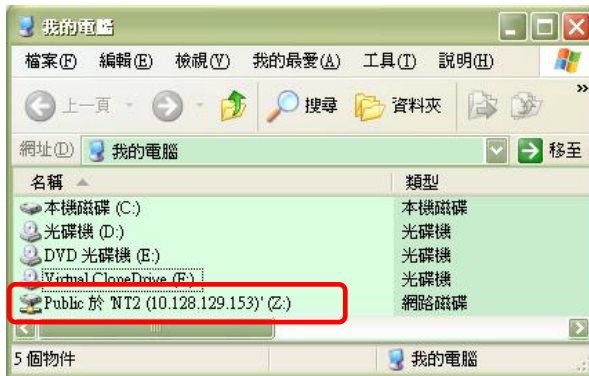 我的電腦
檔案(F) 編輯(E) 檢視(V) 我的最愛(A) 工具(T) 說明(H)
上一頁 搜尋 資料夾 »
網址(D) 我的電腦 移至
名稱 類型
本機磁碟 (C:) 本機磁碟
光碟機 (D:) 光碟機
DVD 光碟機 (E:) 光碟機
Virtual CloneDrive (F:) 光碟機
Public 於 'NT2 (10.128.129.153)' (Z:) 網路磁碟
5 個物件 我的電腦